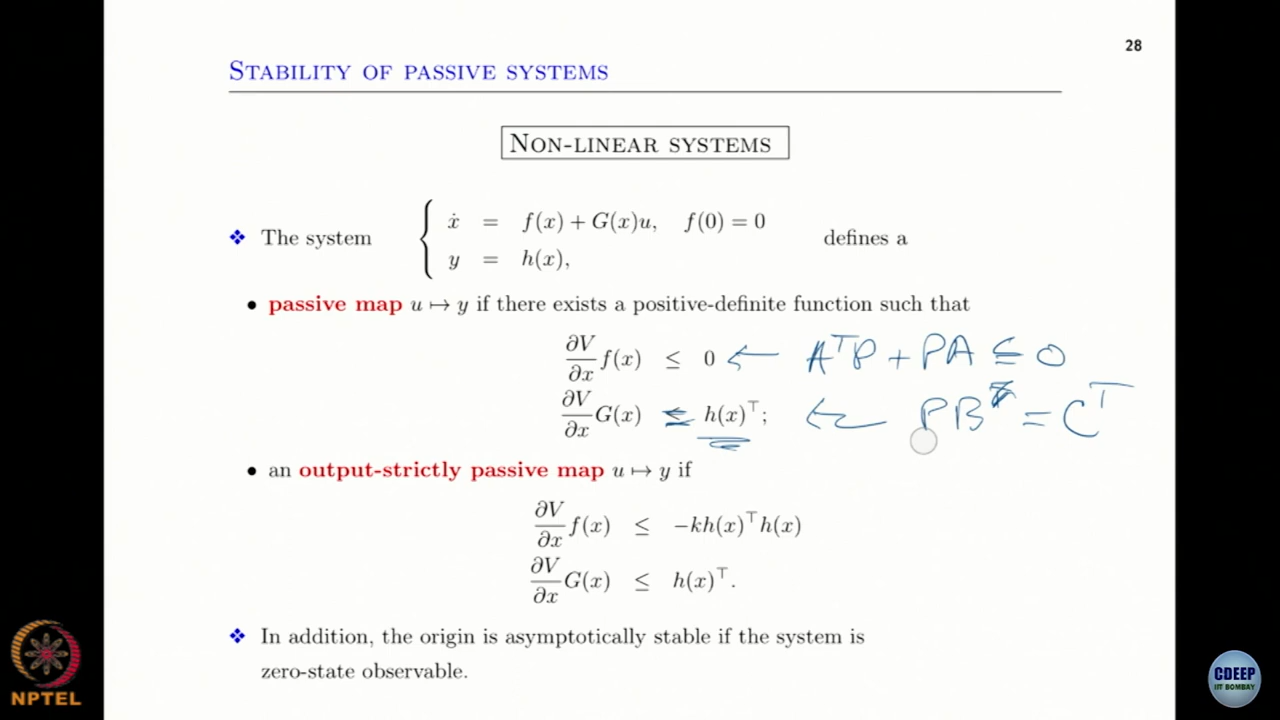 28
STABILITY OF PASSIVE SYSTEMS
NON-LINEAR SYSTEMS
❖ The system { ẋ = f(x) + G(x)u, f(0) = 0
y = h(x), defines a
• passive map u ↦ y if there exists a positive-definite function such that
∂V/∂x f(x) ≤ 0 ← AᵀP + PA ≤ 0
∂V/∂x G(x) ≤ h(x)⊤; ← PB = Cᵀ
• an output-strictly passive map u ↦ y if
∂V/∂x f(x) ≤ −kh(x)⊤h(x)
∂V/∂x G(x) ≤ h(x)⊤.
❖ In addition, the origin is asymptotically stable if the system is
zero-state observable.
NPTEL
CDEEP
IIT BOMBAY